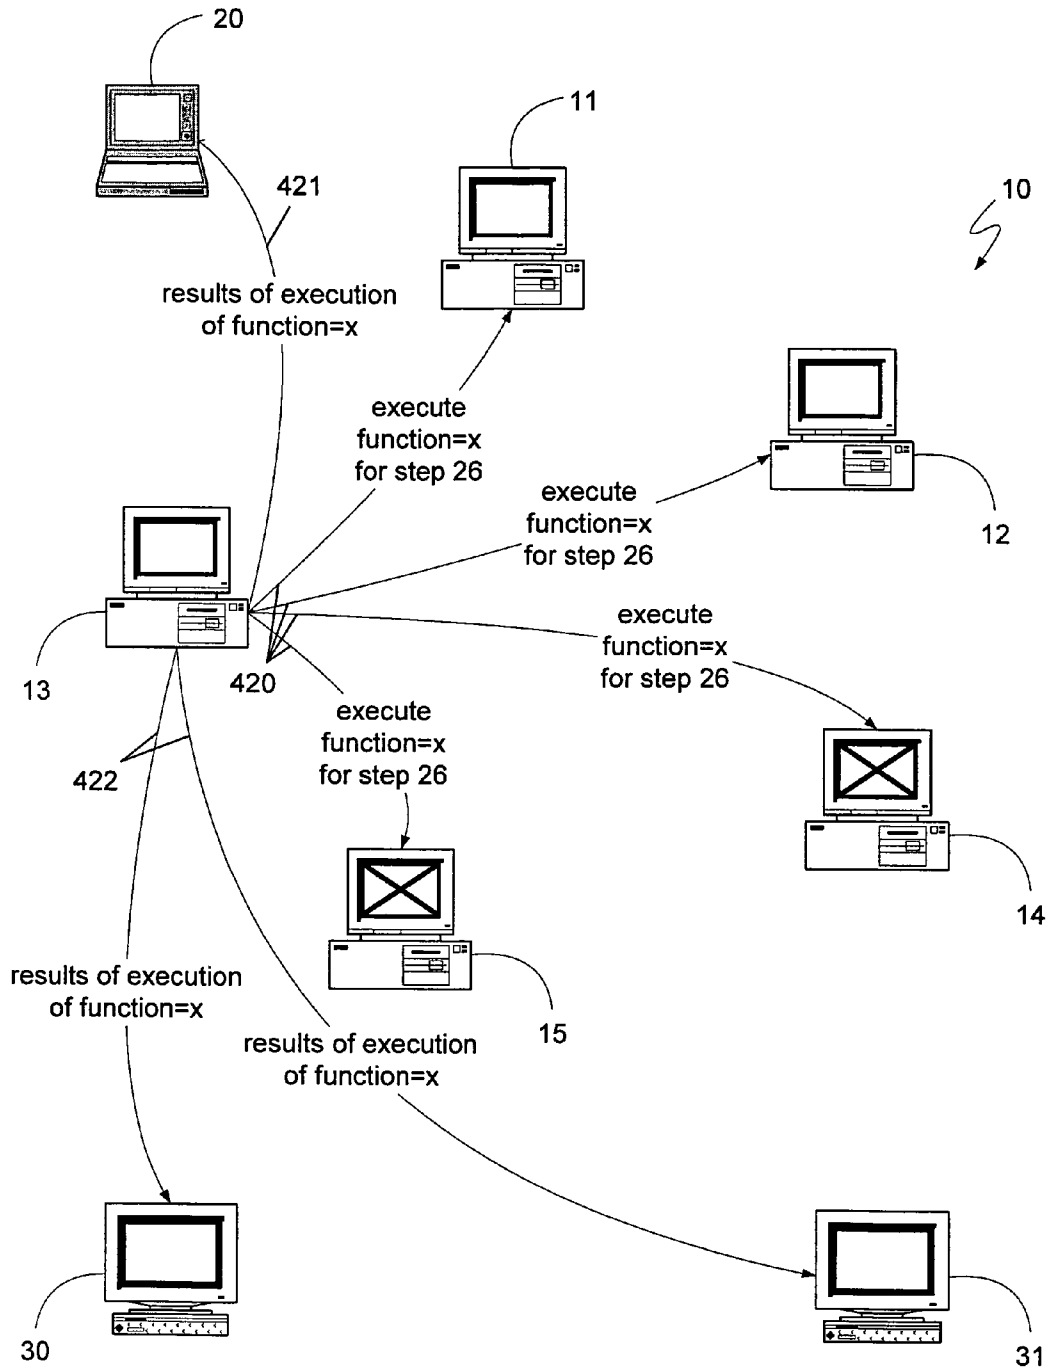 20
11
421
10
results of execution
of function=x
execute
function=x
for step 26
execute
function=x
for step 26
12
execute
function=x
for step 26
13
420
execute
function=x
for step 26
422
14
results of execution
of function=x
15
results of execution
of function=x
30
31